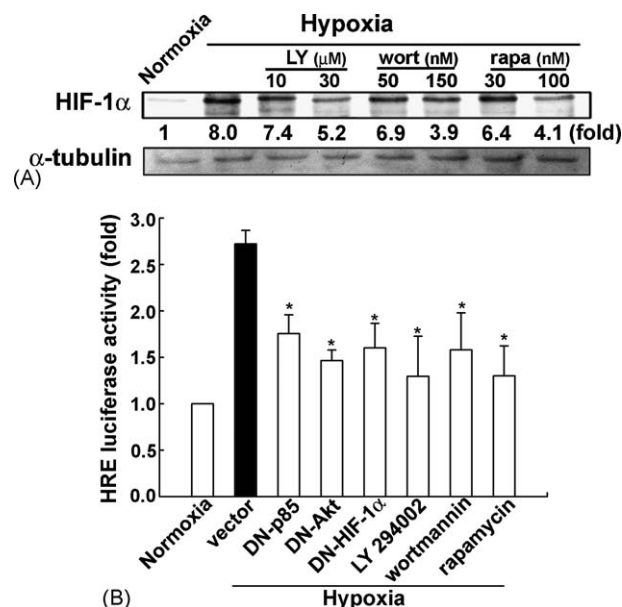 Normoxia
Hypoxia
LY (μM) wort (nM) rapa (nM)
10 30 50 150 30 100
HIF-1α
1 8.0 7.4 5.2 6.9 3.9 6.4 4.1 (fold)
α-tubulin
(A)
HRE luciferase activity (fold)
3.0
2.5
2.0
1.5
1.0
0.5
0.0
* * * * * *
Normoxia
vector
DN-p85
DN-Akt
DN-HIF-1α
LY 294002
wortmannin
rapamycin
Hypoxia
(B)